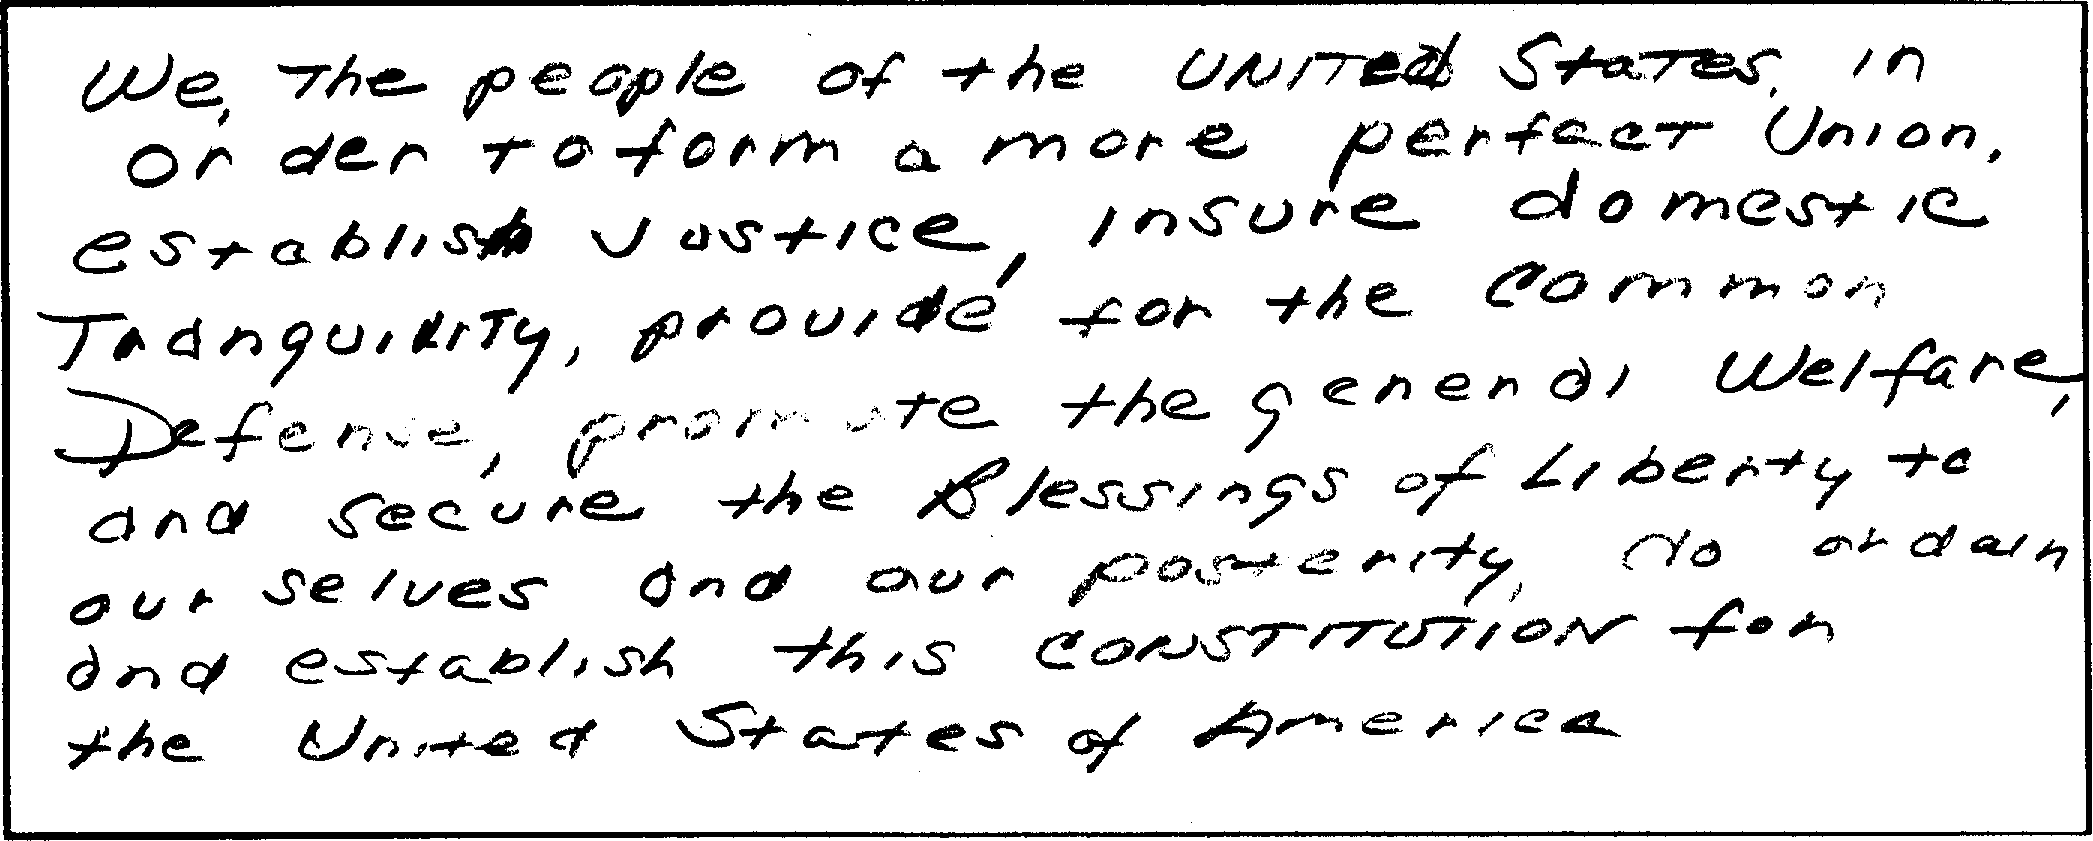 We, The people of the UNITed StaTes, in
order to form a more perfect Union,
establish Justice, insure domestic
Tranquility, provide for the common
Defense, promote the general Welfare,
and secure the Blessings of Liberty to
our selves and our posterity, do ordain
and establish this CONSTITUTION for
the United States of America